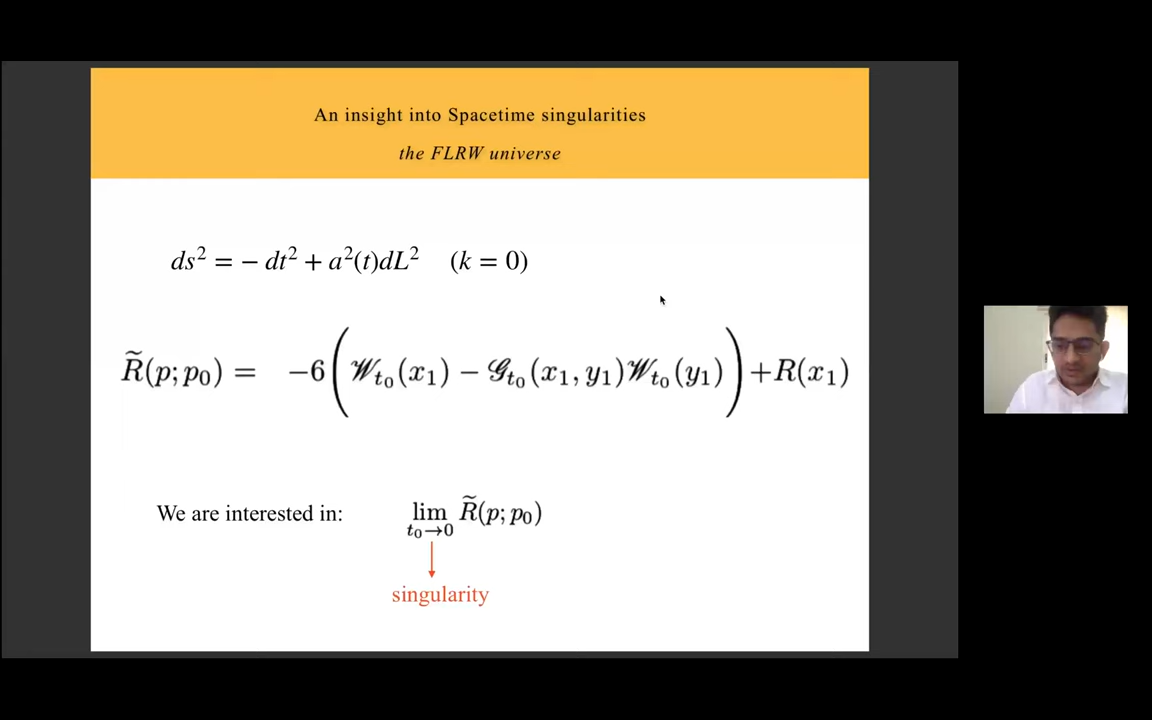 An insight into Spacetime singularities
the FLRW universe
ds² = − dt² + a²(t)dL² (k = 0)
R̃(p; p₀) = −6( 𝒲ₜ₀(x₁) − 𝒢ₜ₀(x₁, y₁)𝒲ₜ₀(y₁) ) +R(x₁)
We are interested in: lim R̃(p; p₀)
t₀→0
singularity